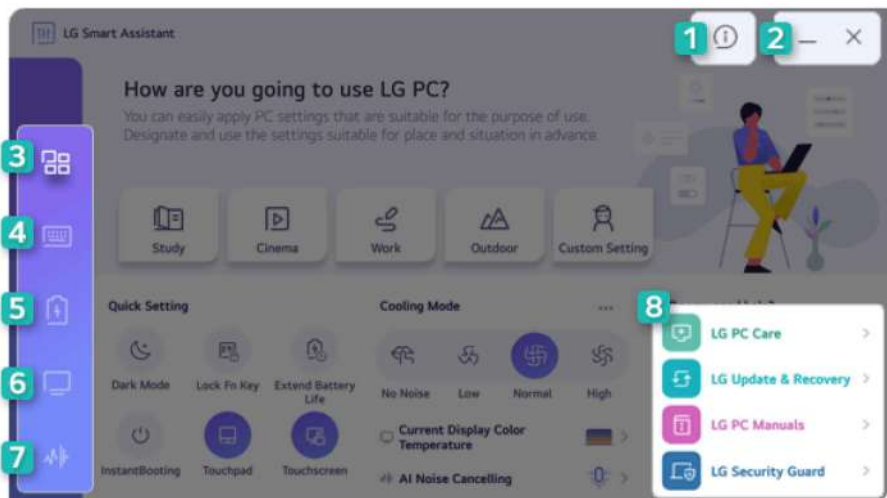 LG Smart Assistant
1
2
How are you going to use LG PC?
You can easily apply PC settings that are suitable for the purpose of use.
Designate and use the settings suitable for place and situation in advance.
3
4
5
6
7
Study
Cinema
Work
Outdoor
Custom Setting
Quick Setting
Dark Mode
Lock Fn Key
Extend Battery
Life
InstantBooting
Touchpad
Touchscreen
Cooling Mode
No Noise
Low
Normal
High
Current Display Color
Temperature
AI Noise Cancelling
8
LG PC Care
LG Update & Recovery
LG PC Manuals
LG Security Guard